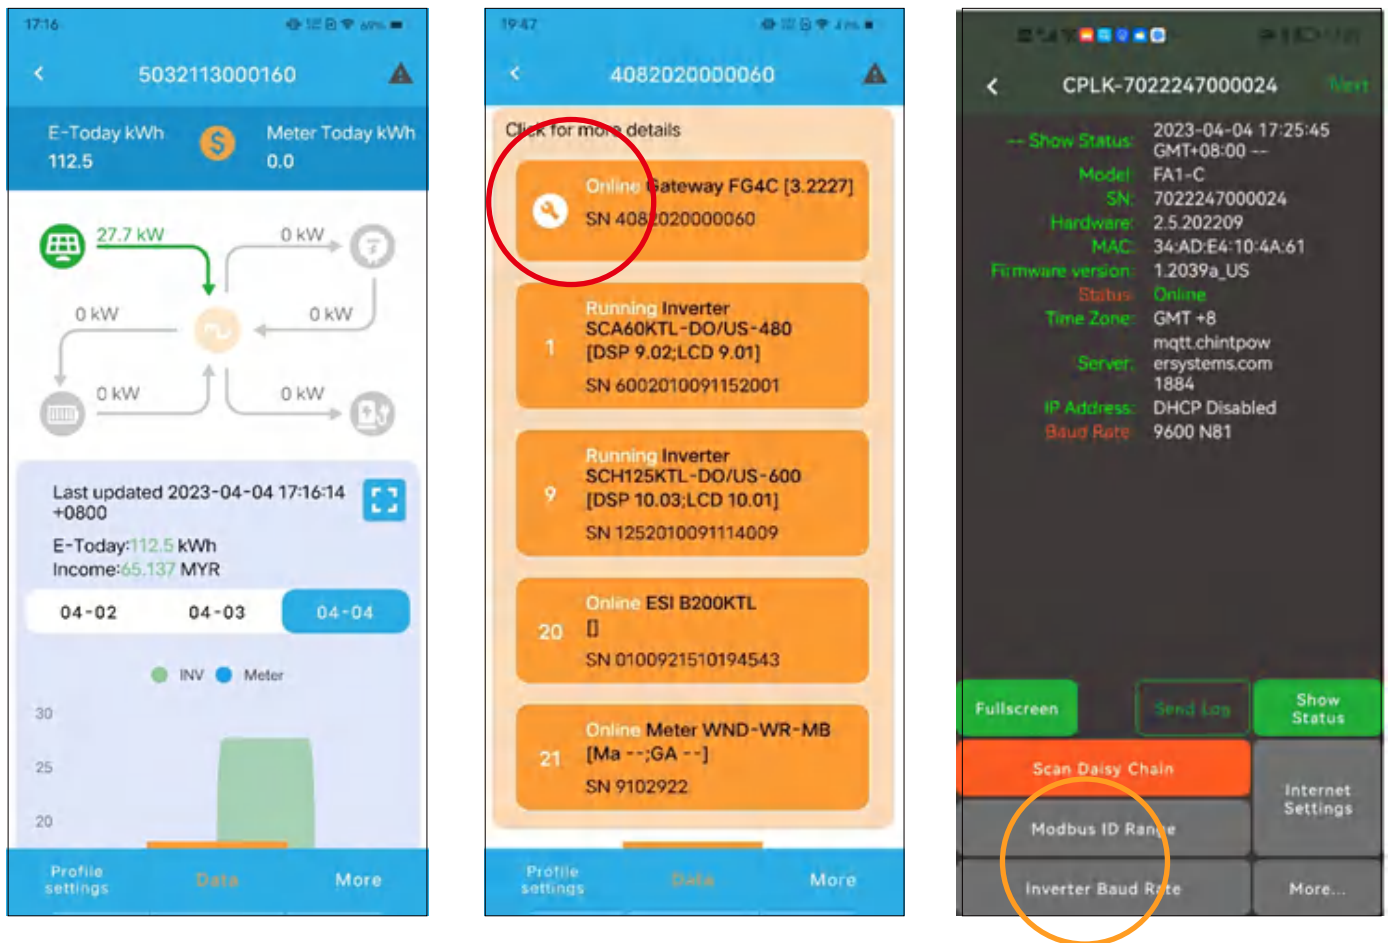 17:16
5032113000160
E-Today kWh
112.5
$
Meter Today kWh
0.0
27.7 kW
0 kW
0 kW
0 kW
0 kW
0 kW
Last updated 2023-04-04 17:16:14
+0800
E-Today:112.5 kWh
Income:65.137 MYR
04-02
04-03
04-04
INV
Meter
30
25
20
Profile
settings
Data
More
19:47
4082020000060
Click for more details
Online Gateway FG4C [3.2227]
SN 4082020000060
1
Running Inverter
SCA60KTL-DO/US-480
[DSP 9.02;LCD 9.01]
SN 6002010091152001
9
Running Inverter
SCH125KTL-DO/US-600
[DSP 10.03;LCD 10.01]
SN 1252010091114009
20
Online ESI B200KTL
[]
SN 0100921510194543
21
Online Meter WND-WR-MB
[Ma --;GA --]
SN 9102922
Profile
settings
Data
More
CPLK-7022247000024
Next
-- Show Status: 2023-04-04 17:25:45
GMT+08:00 --
Model: FA1-C
SN: 7022247000024
Hardware: 2.5.202209
MAC: 34:AD:E4:10:4A:61
Firmware version: 1.2039a_US
Status: Online
Time Zone: GMT +8
Server: mqtt.chintpow
ersystems.com
1884
IP Address: DHCP Disabled
Baud Rate: 9600 N81
Fullscreen
Send Log
Show
Status
Scan Daisy Chain
Internet
Settings
Modbus ID Range
Inverter Baud Rate
More...